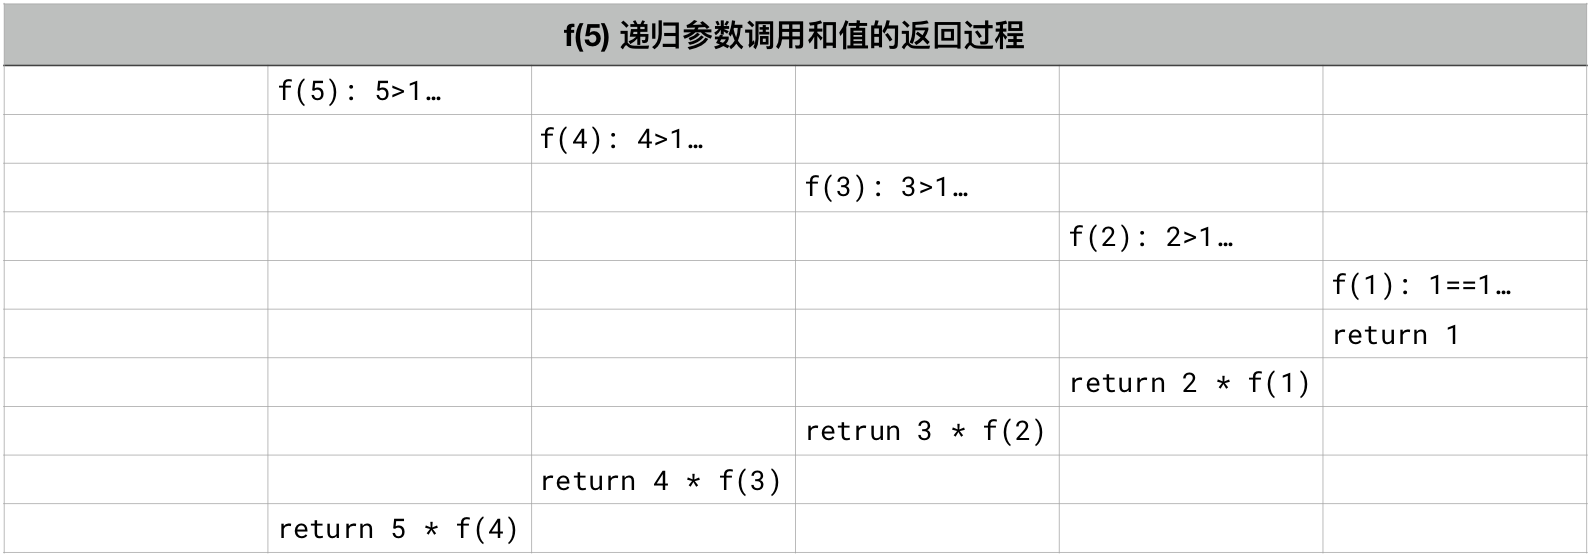 f(5) 递归参数调用和值的返回过程
f(5): 5>1…
f(4): 4>1…
f(3): 3>1…
f(2): 2>1…
f(1): 1==1…
return 1
return 2 * f(1)
retrun 3 * f(2)
return 4 * f(3)
return 5 * f(4)